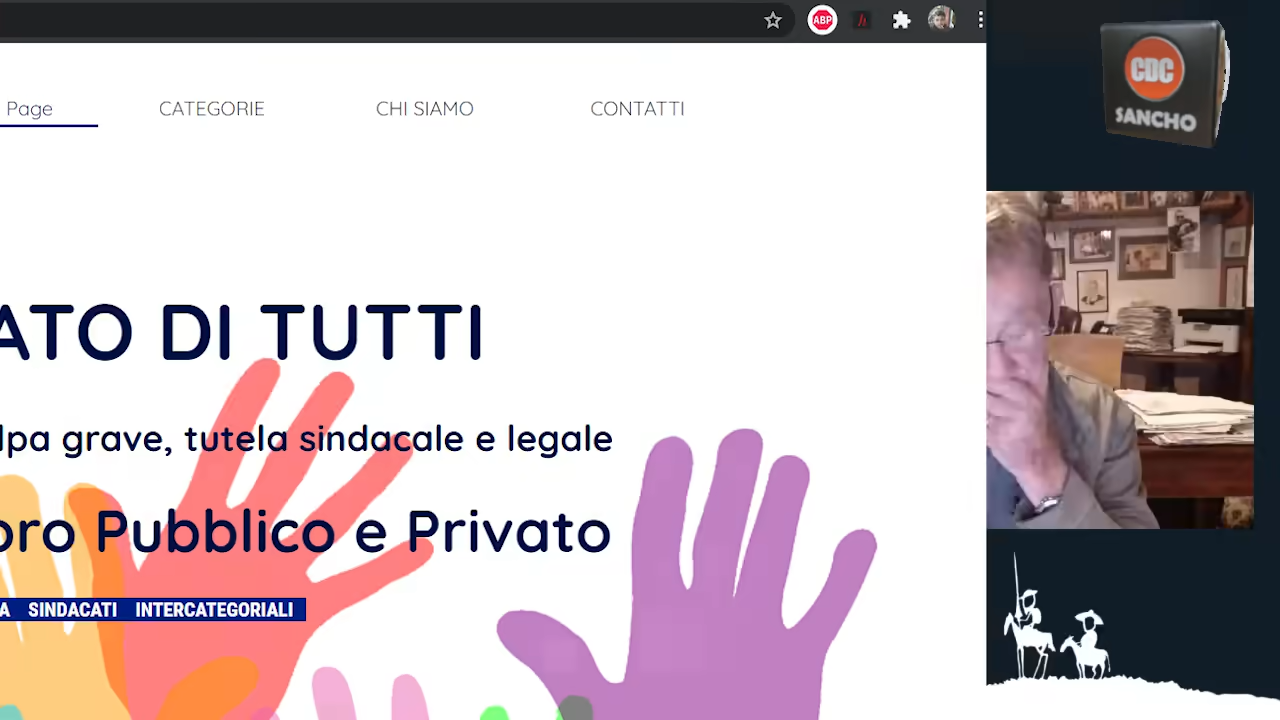 ABP
Page CATEGORIE CHI SIAMO CONTATTI
CDC
SANCHO
ATO DI TUTTI
lpa grave, tutela sindacale e legale
oro Pubblico e Privato
A SINDACATI INTERCATEGORIALI